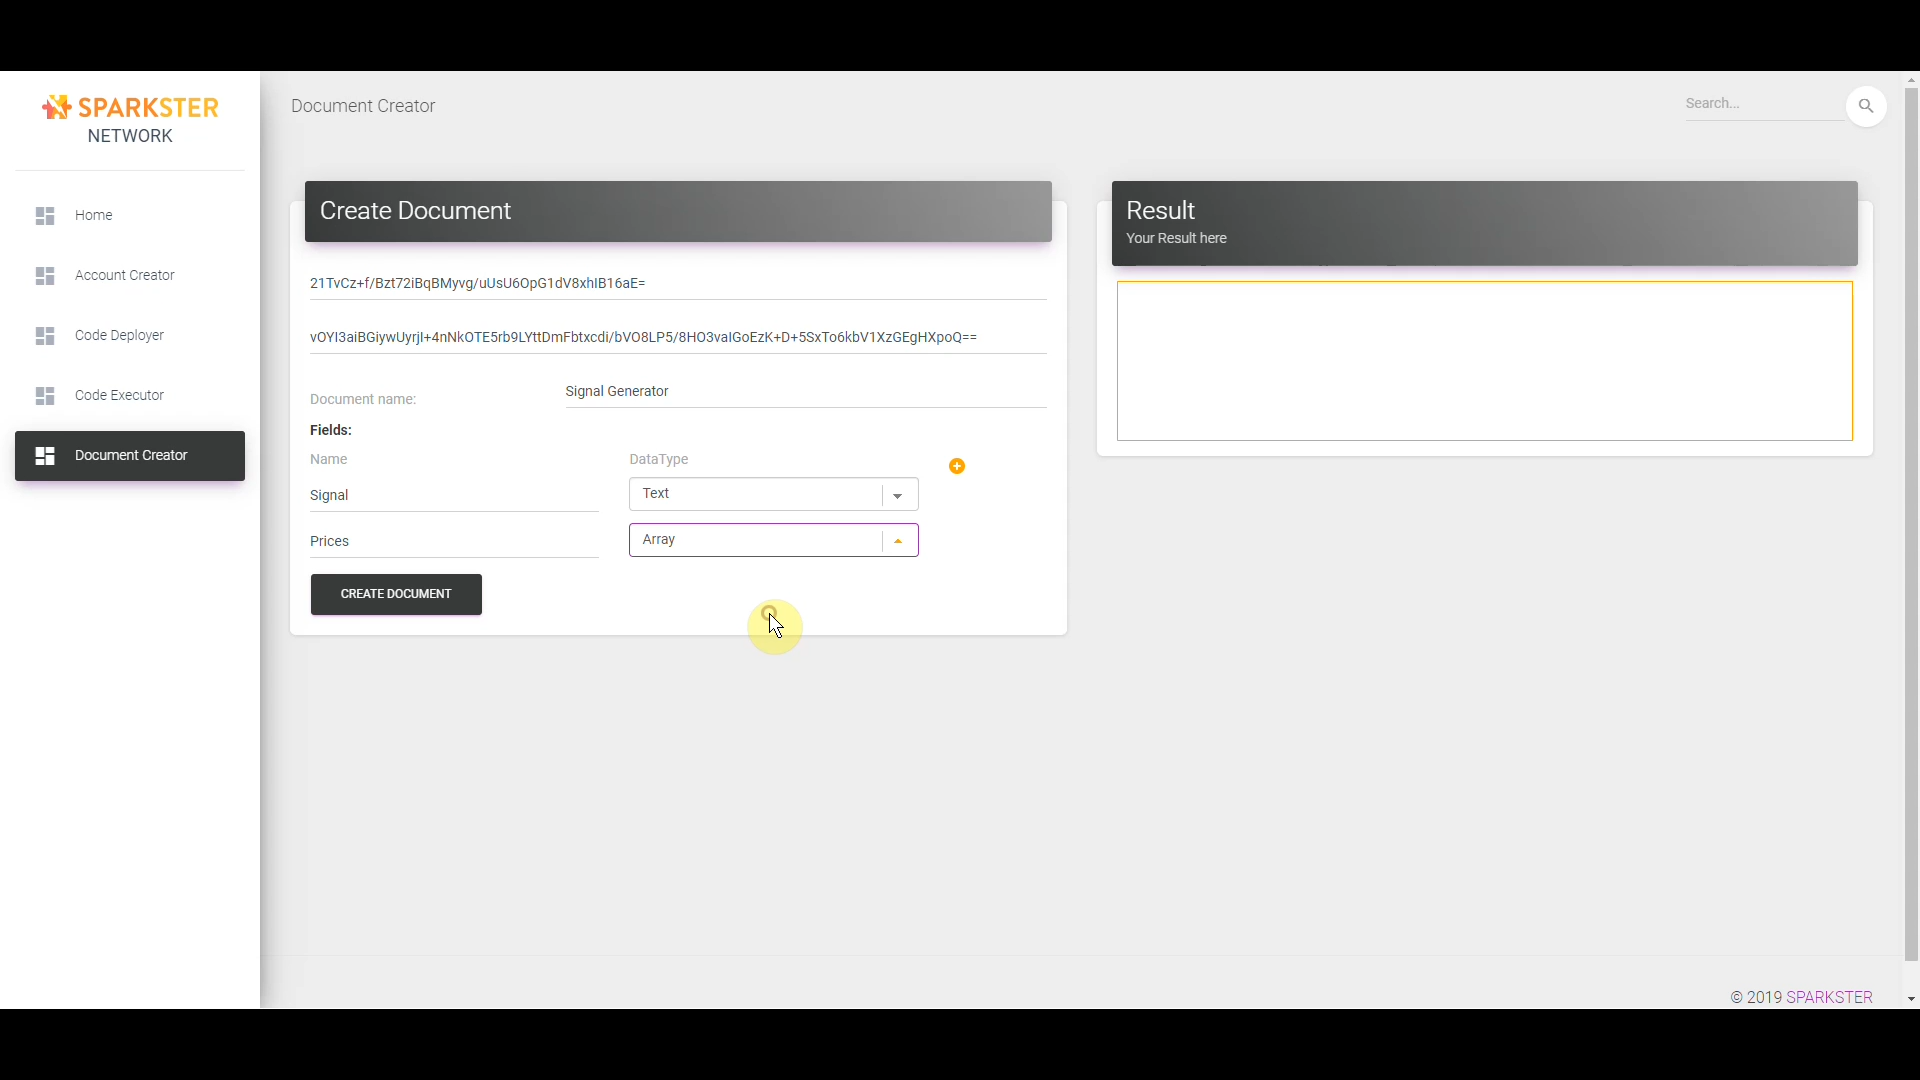 SPARKSTER
NETWORK
Home
Account Creator
Code Deployer
Code Executor
Document Creator
Document Creator
Search...
Create Document
21TvCz+f/Bzt72iBqBMyvg/uUsU6OpG1dV8xhIB16aE=
vOYI3aiBGiywUyrjI+4nNkOTE5rb9LYttDmFbtxcdi/bVO8LP5/8HO3vaIGoEzK+D+5SxTo6kbV1XzGEgHXpoQ==
Document name: Signal Generator
Fields:
Name DataType
Signal Text
Prices Array
CREATE DOCUMENT
Result
Your Result here
© 2019 SPARKSTER